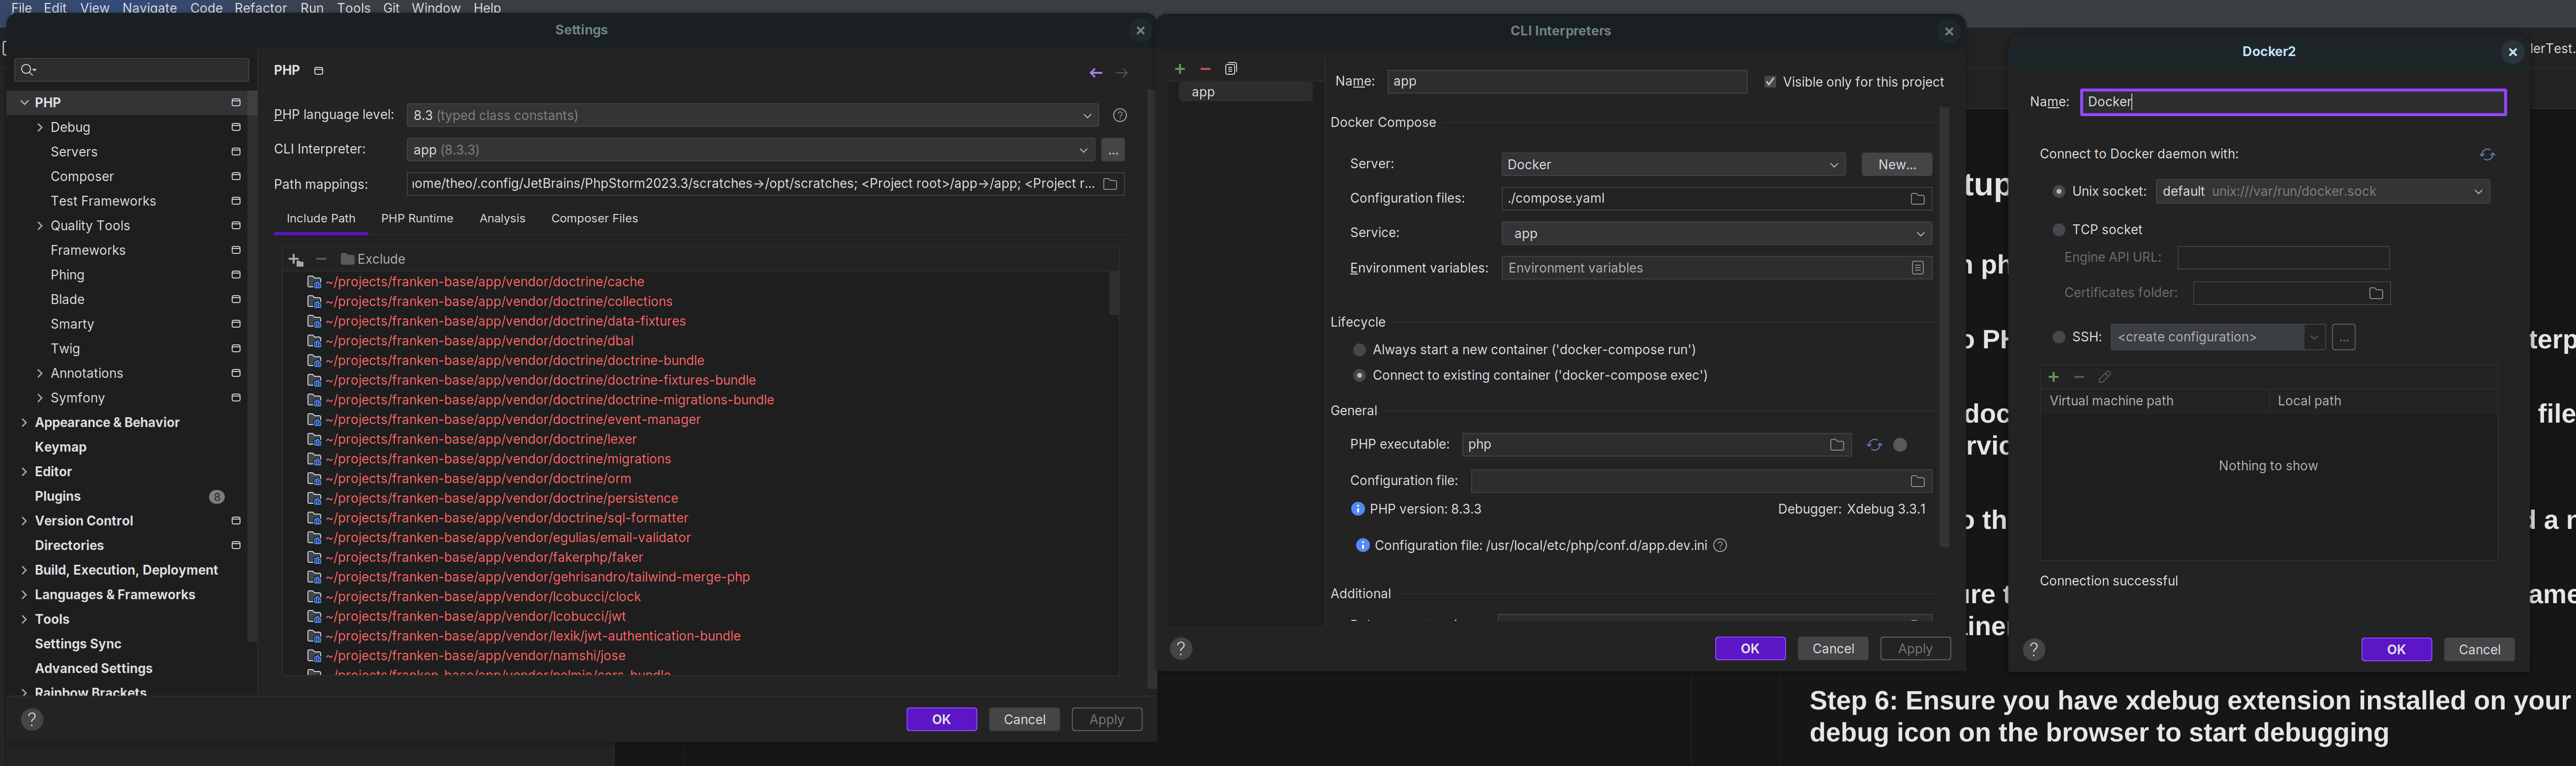 File Edit View Navigate Code Refactor Run Tools Git Window Help
Settings
PHP
Debug
Servers
Composer
Test Frameworks
Quality Tools
Frameworks
Phing
Blade
Smarty
Twig
Annotations
Symfony
Appearance & Behavior
Keymap
Editor
Plugins 8
Version Control
Directories
Build, Execution, Deployment
Languages & Frameworks
Tools
Settings Sync
Advanced Settings
Rainbow Brackets
PHP
PHP language level: 8.3 (typed class constants)
CLI Interpreter: app (8.3.3) ...
Path mappings: ome/theo/.config/JetBrains/PhpStorm2023.3/scratches→/opt/scratches; <Project root>/app→/app; <Project r...
Include Path PHP Runtime Analysis Composer Files
Exclude
~/projects/franken-base/app/vendor/doctrine/cache
~/projects/franken-base/app/vendor/doctrine/collections
~/projects/franken-base/app/vendor/doctrine/data-fixtures
~/projects/franken-base/app/vendor/doctrine/dbal
~/projects/franken-base/app/vendor/doctrine/doctrine-bundle
~/projects/franken-base/app/vendor/doctrine/doctrine-fixtures-bundle
~/projects/franken-base/app/vendor/doctrine/doctrine-migrations-bundle
~/projects/franken-base/app/vendor/doctrine/event-manager
~/projects/franken-base/app/vendor/doctrine/lexer
~/projects/franken-base/app/vendor/doctrine/migrations
~/projects/franken-base/app/vendor/doctrine/orm
~/projects/franken-base/app/vendor/doctrine/persistence
~/projects/franken-base/app/vendor/doctrine/sql-formatter
~/projects/franken-base/app/vendor/egulias/email-validator
~/projects/franken-base/app/vendor/fakerphp/faker
~/projects/franken-base/app/vendor/gehrisandro/tailwind-merge-php
~/projects/franken-base/app/vendor/lcobucci/clock
~/projects/franken-base/app/vendor/lcobucci/jwt
~/projects/franken-base/app/vendor/lexik/jwt-authentication-bundle
~/projects/franken-base/app/vendor/namshi/jose
~/projects/franken-base/app/vendor/nelmio/cors-bundle
? OK Cancel Apply
CLI Interpreters
app
Name: app Visible only for this project
Docker Compose
Server: Docker New...
Configuration files: ./compose.yaml
Service: app
Environment variables: Environment variables
Lifecycle
Always start a new container ('docker-compose run')
Connect to existing container ('docker-compose exec')
General
PHP executable: php
Configuration file:
PHP version: 8.3.3 Debugger: Xdebug 3.3.1
Configuration file: /usr/local/etc/php/conf.d/app.dev.ini
Additional
? OK Cancel Apply
Docker2
Name: Docker
Connect to Docker daemon with:
Unix socket: default unix:///var/run/docker.sock
TCP socket
Engine API URL:
Certificates folder:
SSH: <create configuration> ...
Virtual machine path Local path
Nothing to show
Connection successful
? OK Cancel
lerTest.
tup
n ph
o PH
terp
doc
file
rvic
o th
d a n
ure t
ame
iner
Step 6: Ensure you have xdebug extension installed on your
debug icon on the browser to start debugging